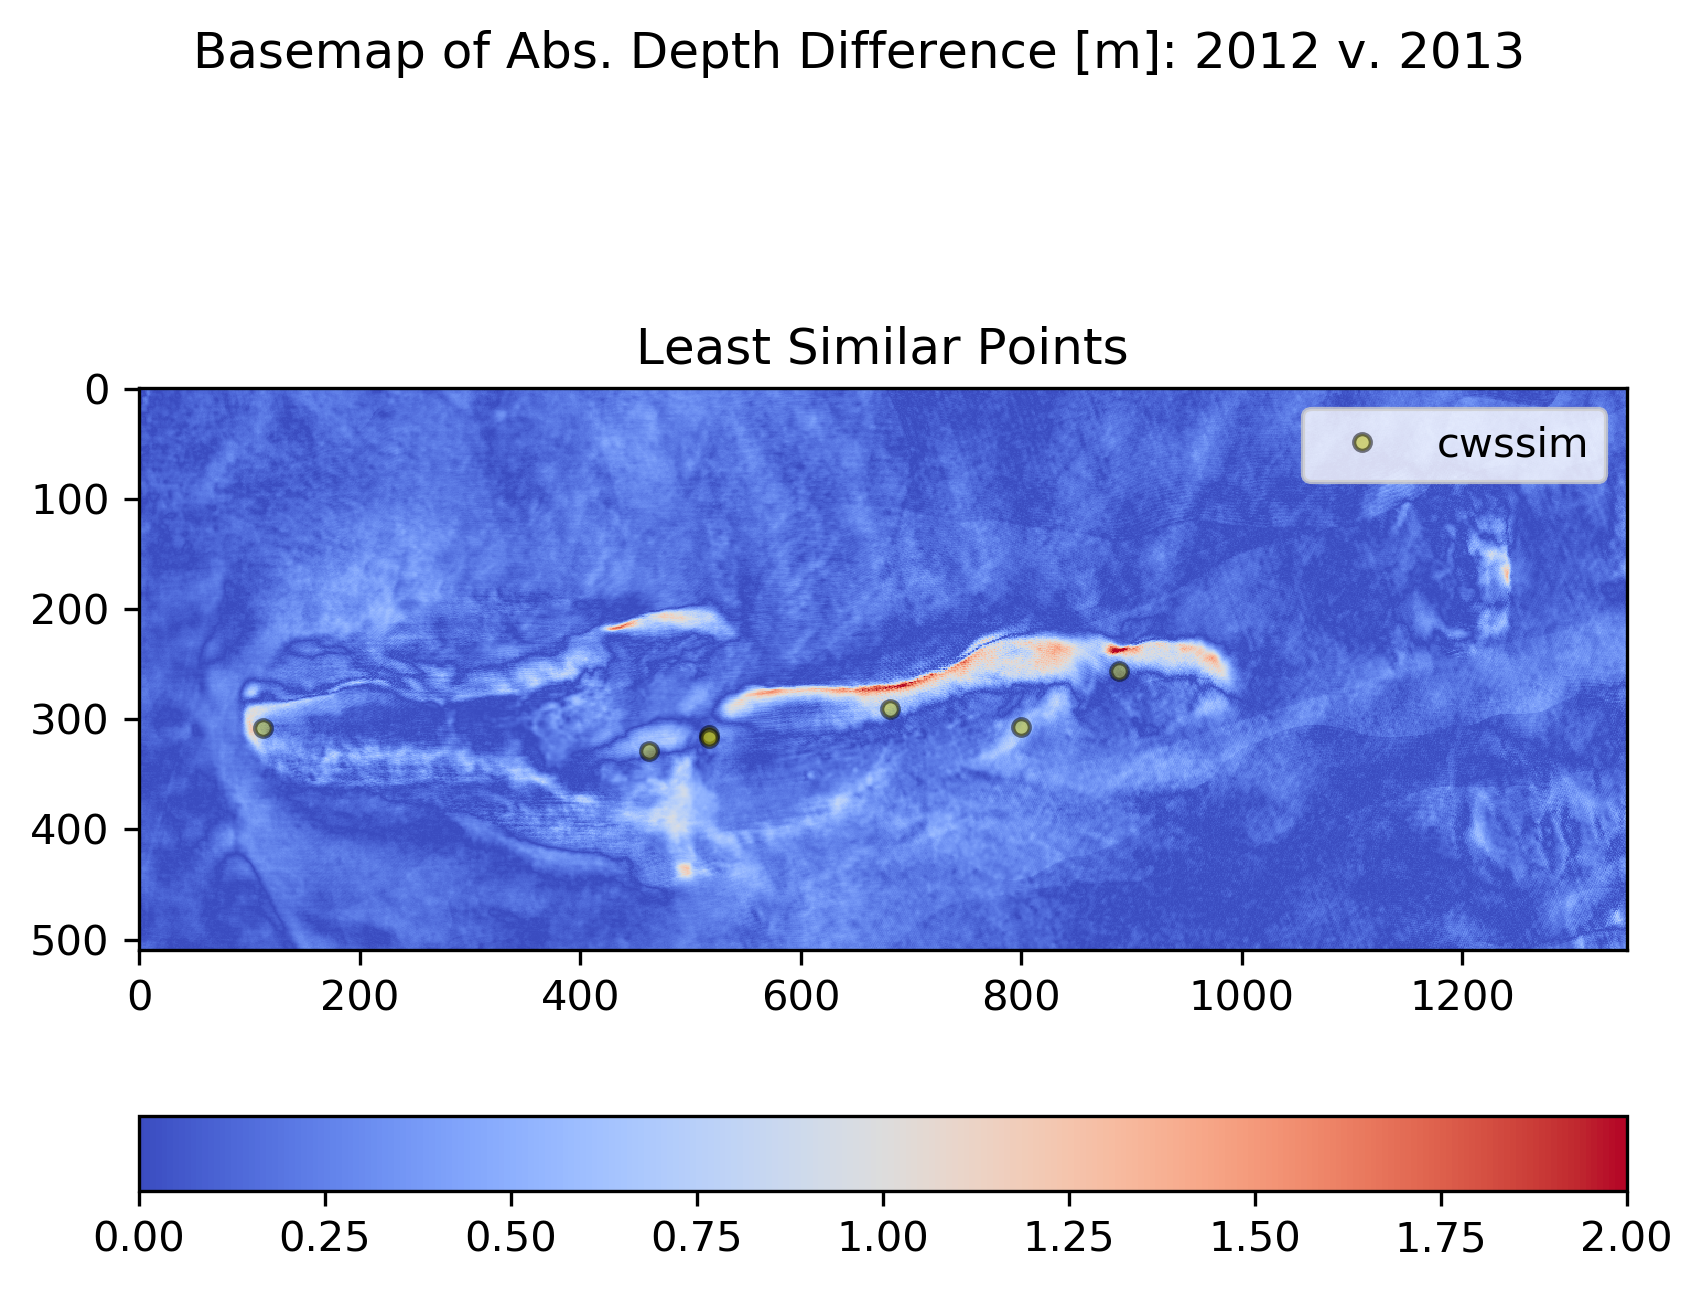 Basemap of Abs. Depth Difference [m]: 2012 v. 2013
Least Similar Points
cwssim
0
100
200
300
400
500
0 200 400 600 800 1000 1200
0.00 0.25 0.50 0.75 1.00 1.25 1.50 1.75 2.00